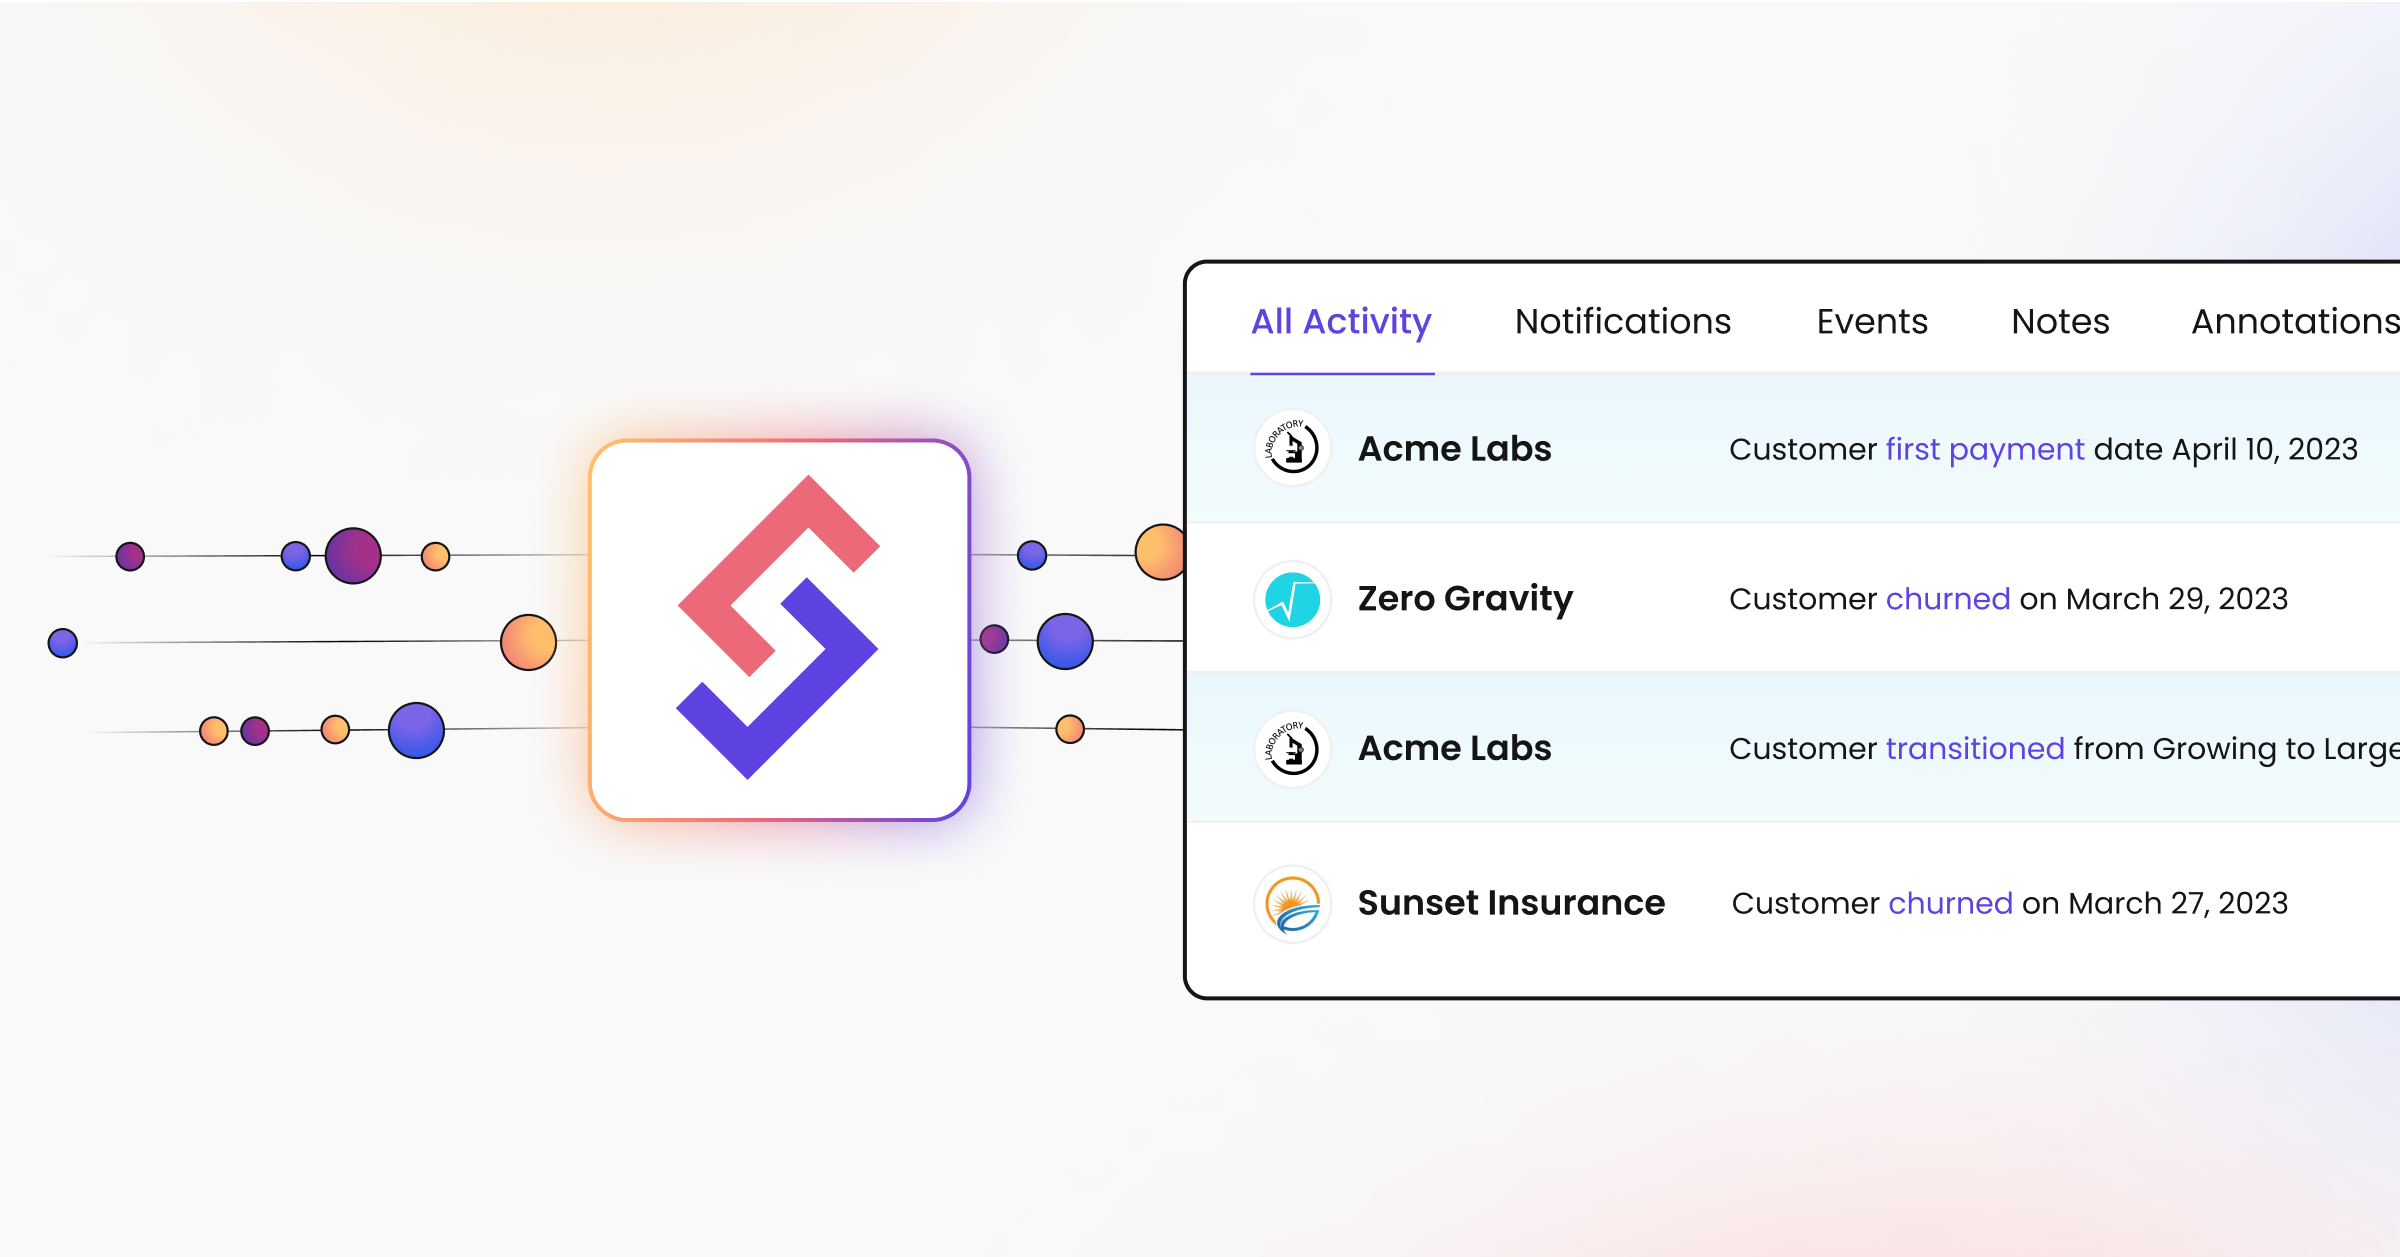 All Activity Notifications Events Notes Annotations
LABORATORY Acme Labs Customer first payment date April 10, 2023
Zero Gravity Customer churned on March 29, 2023
LABORATORY Acme Labs Customer transitioned from Growing to Large
Sunset Insurance Customer churned on March 27, 2023